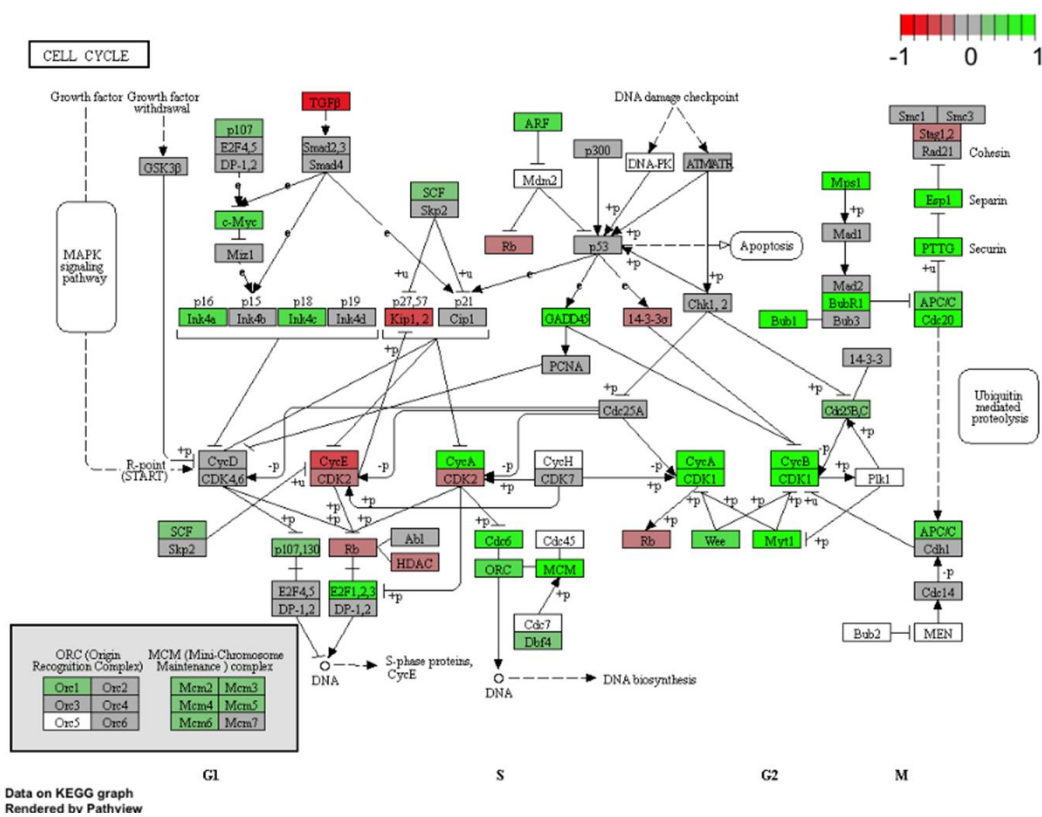 -1 0 1
CELL CYCLE
Growth factor
Growth factor
withdrawal
TGFβ
DNA damage checkpoint
Smc1 Smc3
Stag1,2
Rad21
Cohesin
p107
E2F4,5
DP-1,2
Smad2,3
Smad4
ARF
p300
DNA-PK
ATM/ATR
GSK3β
Mdm2
Mps1
+p
Esp1
Separin
e
e
SCF
Skp2
c-Myc
Miz1
e
e
Rb
p53
+p
+p
+p
+p
Apoptosis
Mad1
+p
PTTG
Securin
+u
MAPK
signaling
pathway
+u
+u
e
e
e
Mad2
BubR1
Bub3
Bub1
APC/C
Cdc20
p16
Ink4a
p15
Ink4b
p18
Ink4c
p19
Ink4d
p27,57
Kip1, 2
p21
Cip1
GADD45
14-3-3σ
Chk1, 2
+p
PCNA
14-3-3
+p
+p
Cdc25A
Cdc25B,C
Ubiquitin
mediated
proteolysis
R-point
(START)
+p
CycD
CDK4,6
-p
+u
CycE
CDK2
-p
CycA
CDK2
-p
CycH
CDK7
+p
-p
CycA
CDK1
CycB
CDK1
-p
+p
+p
Plk1
+p
+p
+p
+p
+p
+p
+p
+u
SCF
Skp2
p107,130
Rb
Abl
HDAC
Cdc6
Cdc45
Rb
Wee
Myt1
+p
APC/C
Cdh1
ORC
MCM
-p
E2F4,5
DP-1,2
E2F1,2,3
DP-1,2
+p
+p
Cdc7
Dbf4
Cdc14
Bub2
MEN
DNA
S-phase proteins,
CycE
DNA
DNA biosynthesis
ORC (Origin
Recognition Complex)
MCM (Mini-Chromosome
Maintenance ) complex
Orc1 Orc2
Orc3 Orc4
Orc5 Orc6
Mcm2 Mcm3
Mcm4 Mcm5
Mcm6 Mcm7
G1 S G2 M
Data on KEGG graph
Rendered by Pathview